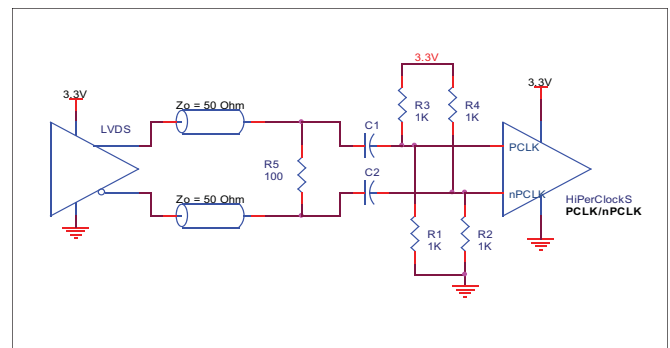 3.3V
3.3V
3.3V
Zo = 50 Ohm
LVDS
C1
R3
1K
R4
1K
PCLK
R5
100
Zo = 50 Ohm
C2
nPCLK
HiPerClockS
PCLK/nPCLK
R1
1K
R2
1K